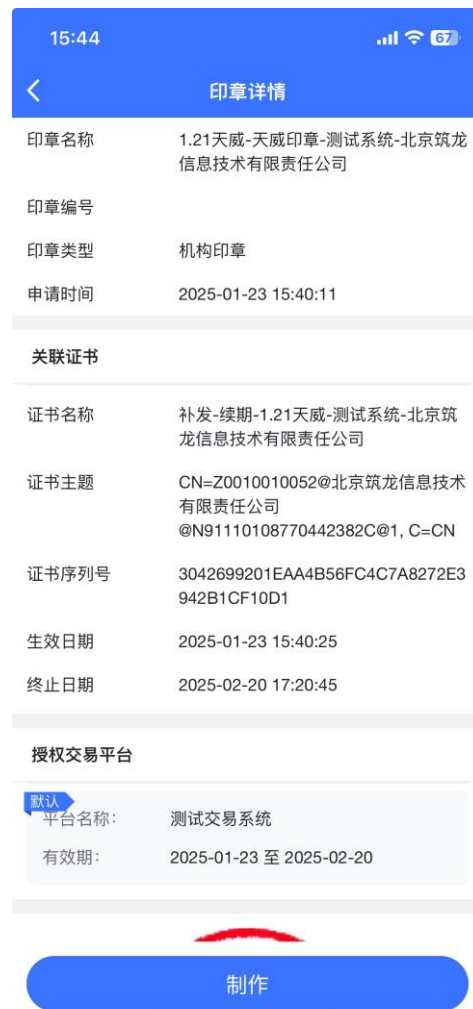 15:44
67
印章详情
印章名称
1.21天威-天威印章-测试系统-北京筑龙
信息技术有限责任公司
印章编号
印章类型
机构印章
申请时间
2025-01-23 15:40:11
关联证书
证书名称
补发-续期-1.21天威-测试系统-北京筑
龙信息技术有限责任公司
证书主题
CN=Z0010010052@北京筑龙信息技术
有限责任公司
@N91110108770442382C@1, C=CN
证书序列号
3042699201EAA4B56FC4C7A8272E3
942B1CF10D1
生效日期
2025-01-23 15:40:25
终止日期
2025-02-20 17:20:45
授权交易平台
默认
平台名称:
测试交易系统
有效期:
2025-01-23 至 2025-02-20
制作